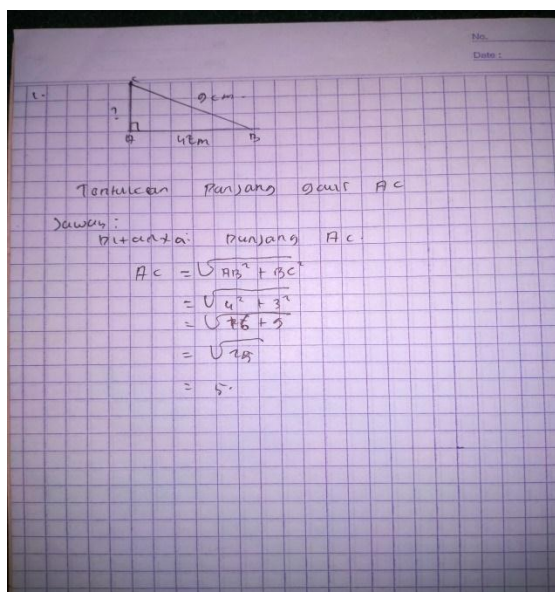 No.
Date :
1.
C
9 cm
?
A
4 cm
B
Tentukan panjang garis AC
Jawab :
Ditanya: panjang AC.
AC = √AB² + BC²
= √4² + 3²
= √16 + 9
= √25
= 5.